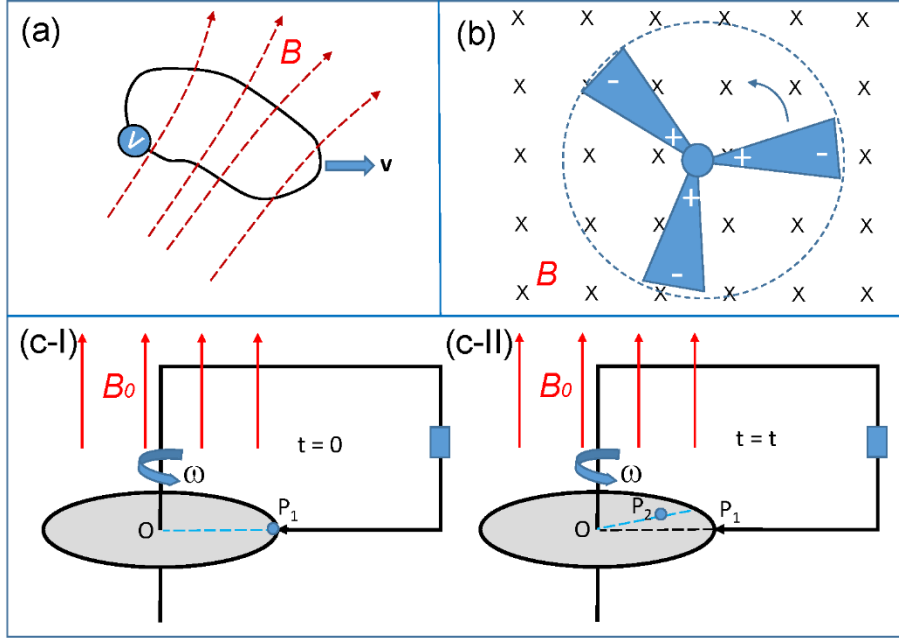 (a)
B
V
v
(b)
X X X X X X
X X - X X X X
+
X X X X + - X
+
X X X X X X
-
B
X X X X X X
(c-I)
B0
t = 0
ω
P1
O
(c-II)
B0
t = t
ω
P2
P1
O